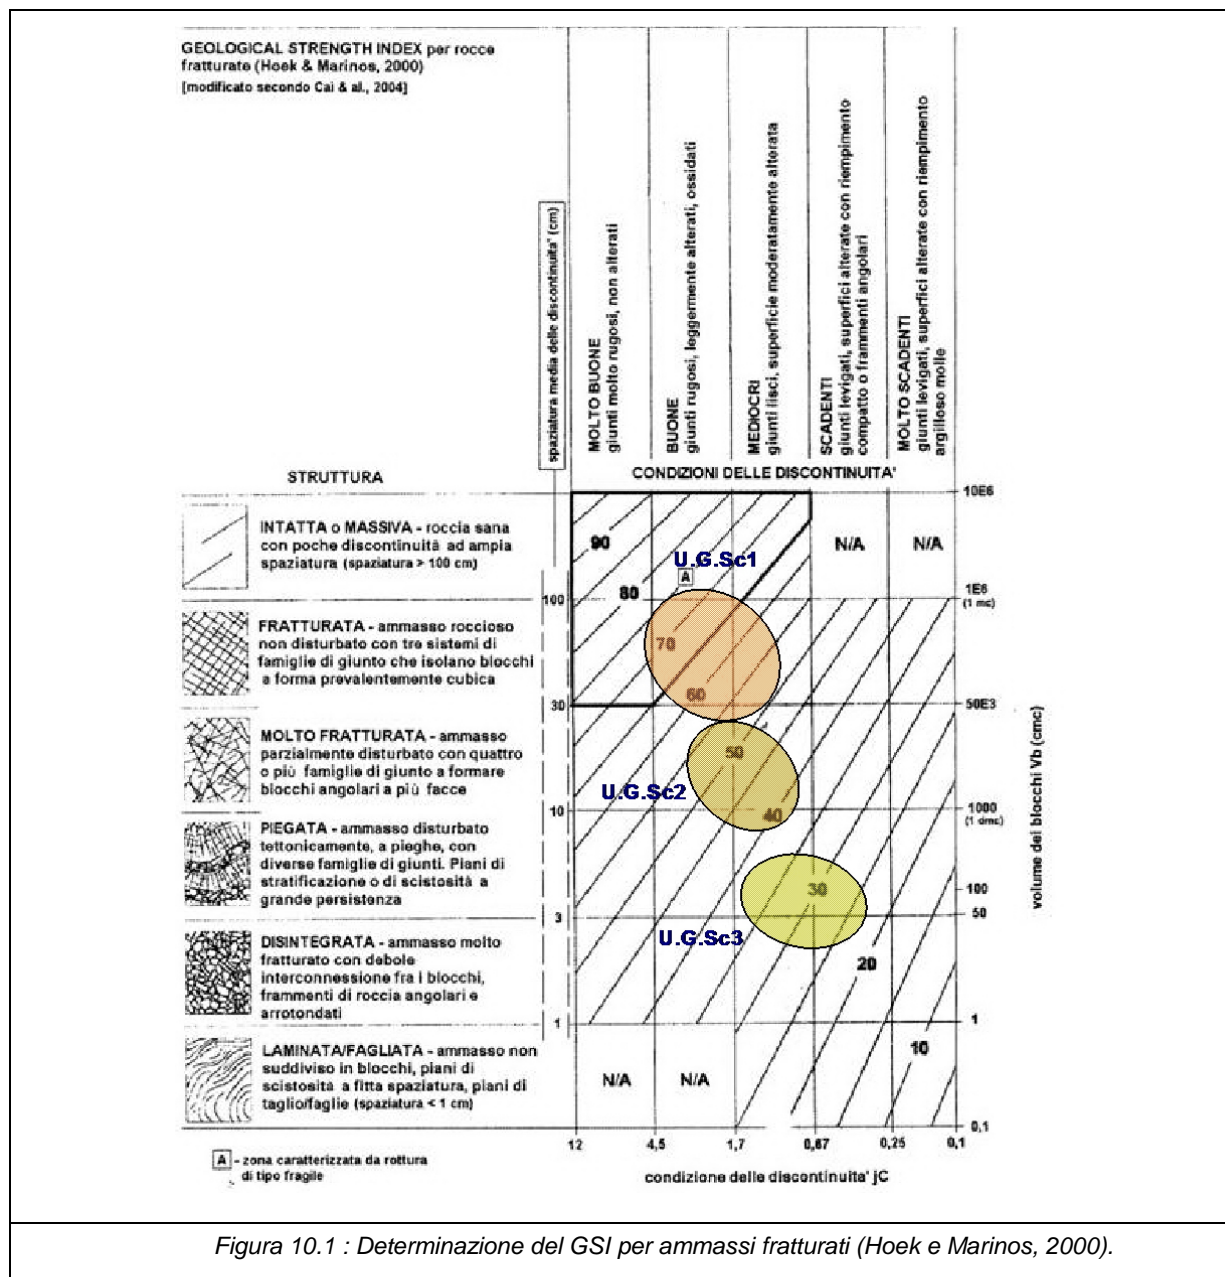 GEOLOGICAL STRENGTH INDEX per rocce
fratturate (Hoek & Marinos, 2000)
[modificato secondo Cai & al., 2004]
spaziatura media delle discontinuita' (cm)
MOLTO BUONE
giunti molto rugosi, non alterati
BUONE
giunti rugosi, leggermente alterati, ossidati
MEDIOCRI
giunti lisci, superficie moderatamente alterata
SCADENTI
giunti levigati, superfici alterate con riempimento
compatto o frammenti angolari
MOLTO SCADENTI
giunti levigati, superfici alterate con riempimento
argilloso molle
STRUTTURA
CONDIZIONI DELLE DISCONTINUITA'
INTATTA o MASSIVA - roccia sana
con poche discontinuità ad ampia
spaziatura (spaziatura > 100 cm)
FRATTURATA - ammasso roccioso
non disturbato con tre sistemi di
famiglie di giunto che isolano blocchi
a forma prevalentemente cubica
MOLTO FRATTURATA - ammasso
parzialmente disturbato con quattro
o più famiglie di giunto a formare
blocchi angolari a più facce
PIEGATA - ammasso disturbato
tettonicamente, a pieghe, con
diverse famiglie di giunti. Piani di
stratificazione o di scistosità a
grande persistenza
DISINTEGRATA - ammasso molto
fratturato con debole
interconnessione fra i blocchi,
frammenti di roccia angolari e
arrotondati
LAMINATA/FAGLIATA - ammasso non
suddiviso in blocchi, piani di
scistosità a fitta spaziatura, piani di
taglio/faglie (spaziatura < 1 cm)
100
30
10
3
1
90
80
70
60
50
40
30
20
10
U.G.Sc1
A
U.G.Sc2
U.G.Sc3
N/A
N/A
N/A
N/A
10E6
1E6
(1 mc)
50E3
1000
(1 dmc)
100
50
1
0,1
volume dei blocchi Vb (cmc)
12
4,5
1,7
0,67
0,25
0,1
condizione delle discontinuita' jC
A - zona caratterizzata da rottura
di tipo fragile
Figura 10.1 : Determinazione del GSI per ammassi fratturati (Hoek e Marinos, 2000).